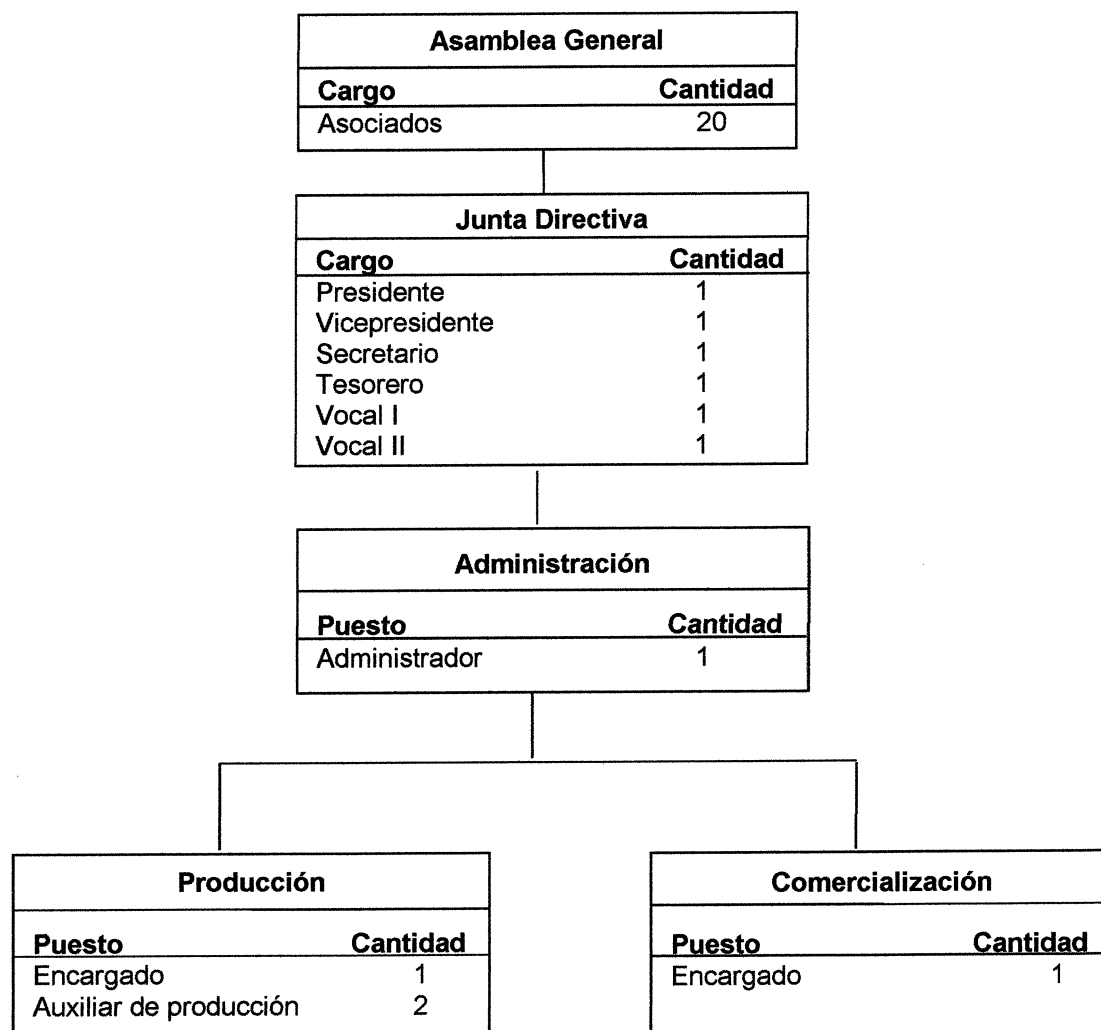 Asamblea General
Cargo Cantidad
Asociados 20
Junta Directiva
Cargo Cantidad
Presidente 1
Vicepresidente 1
Secretario 1
Tesorero 1
Vocal I 1
Vocal II 1
Administración
Puesto Cantidad
Administrador 1
Producción
Puesto Cantidad
Encargado 1
Auxiliar de producción 2
Comercialización
Puesto Cantidad
Encargado 1